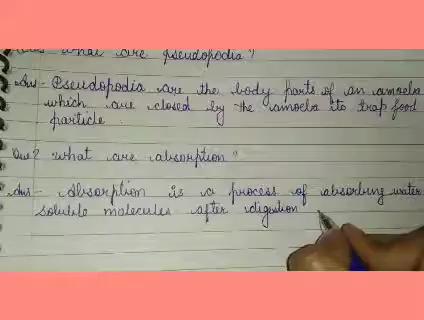 what are pseudopodia?
Ans - Pseudopodia are the body parts of an amoeba
which are closed by the amoeba to trap food
particle.
Que? what are absorption?
Ans - Absorption is a process of absorbing water
soluble molecules after digestion